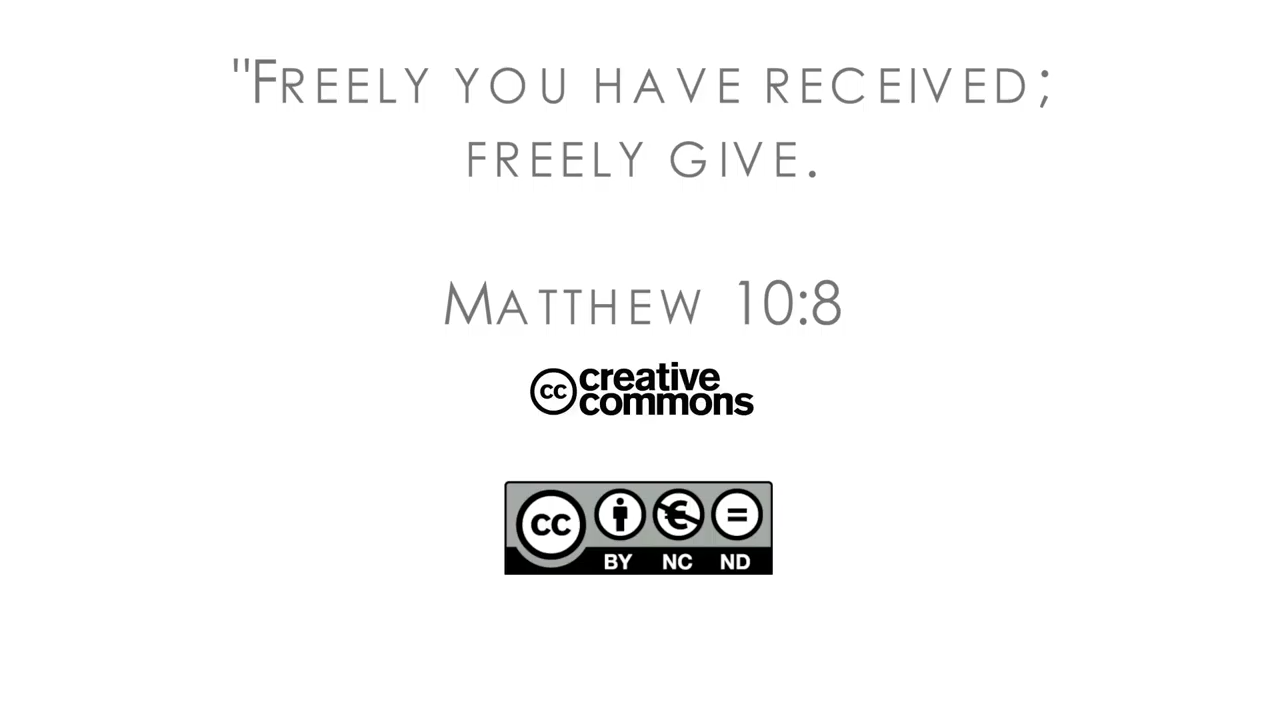 "FREELY YOU HAVE RECEIVED;
FREELY GIVE.
MATTHEW 10:8
cc creative
commons
cc BY NC ND